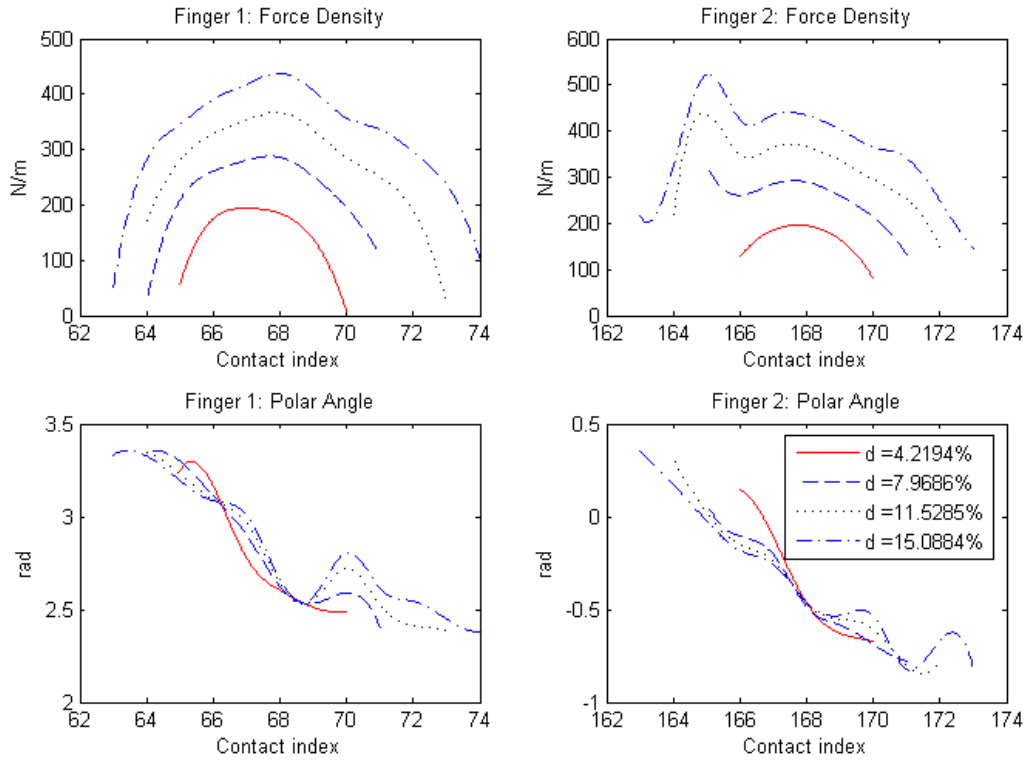 Finger 1: Force Density
500
400
300
200
100
0
N/m
62 64 66 68 70 72 74
Contact index
Finger 2: Force Density
600
500
400
300
200
100
0
N/m
162 164 166 168 170 172 174
Contact index
Finger 1: Polar Angle
3.5
3
2.5
2
rad
62 64 66 68 70 72 74
Contact index
Finger 2: Polar Angle
0.5
0
-0.5
-1
rad
d =4.2194%
d =7.9686%
d =11.5285%
d =15.0884%
162 164 166 168 170 172 174
Contact index